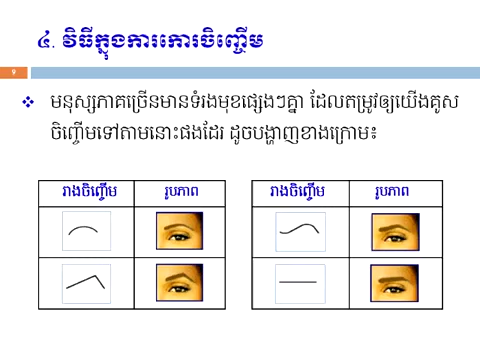 ៤. វិធីក្នុងការកោរចិញ្ចើម
9
❖ មនុស្សភាគច្រើនមានទំរងមុខផ្សេងៗគ្នា ដែលតម្រូវឲ្យយើងគូស
ចិញ្ចើមទៅតាមនោះផងដែរ ដូចបង្ហាញខាងក្រោម៖
រាងចិញ្ចើម រូបភាព រាងចិញ្ចើម រូបភាព